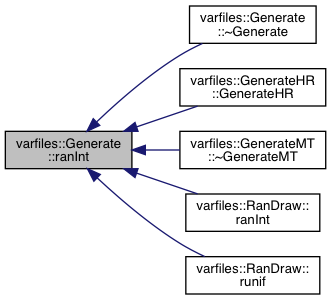 varfiles::Generate
::~Generate
varfiles::GenerateHR
::GenerateHR
varfiles::Generate
::ranInt
varfiles::GenerateMT
::~GenerateMT
varfiles::RanDraw::
ranInt
varfiles::RanDraw::
runif